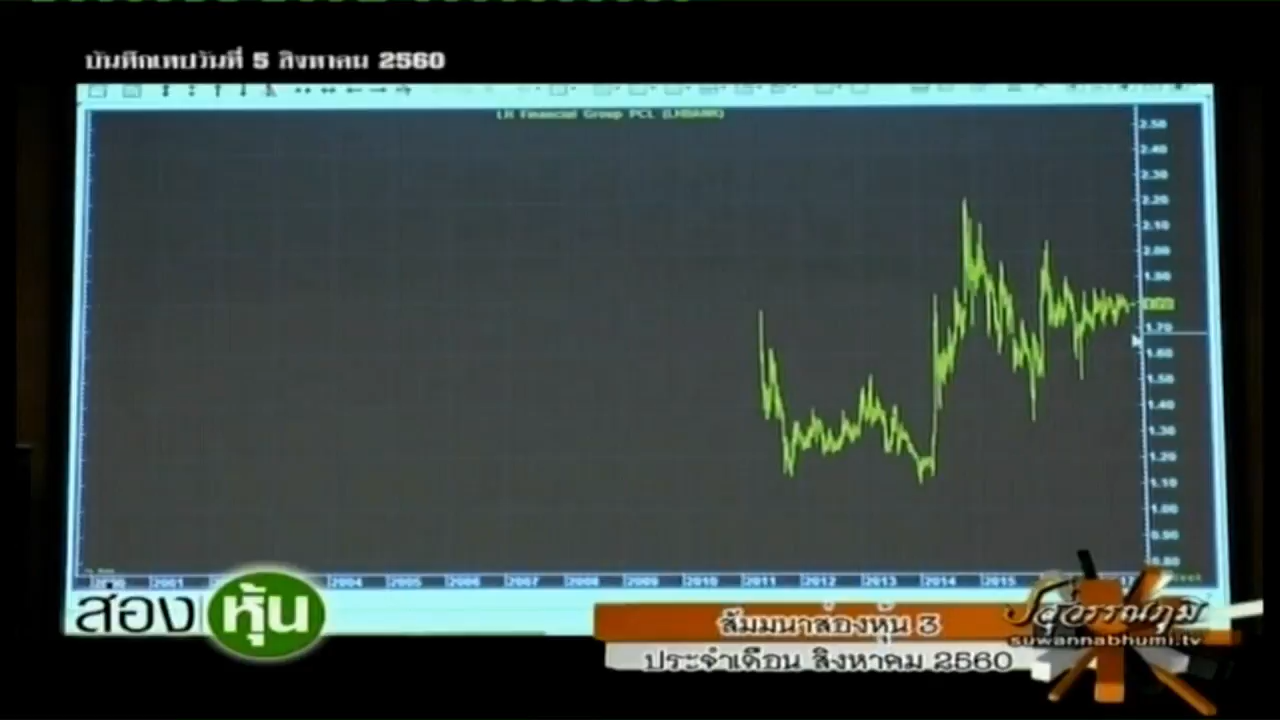 บันทึกเทปวันที่ 5 สิงหาคม 2560
LH Financial Group PCL (LHBANK)
2.50
2.40
2.30
2.20
2.10
2.00
1.90
1.70
1.60
1.50
1.40
1.30
1.20
1.10
1.00
0.90
0.80
2000 2001 2004 2005 2006 2007 2008 2009 2010 2011 2012 2013 2014 2015
ส่อง หุ้น
สัมมนาส่องหุ้น 3
สุวรรณภูมิ
suwannabhumi.tv
ประจำเดือน สิงหาคม 2560